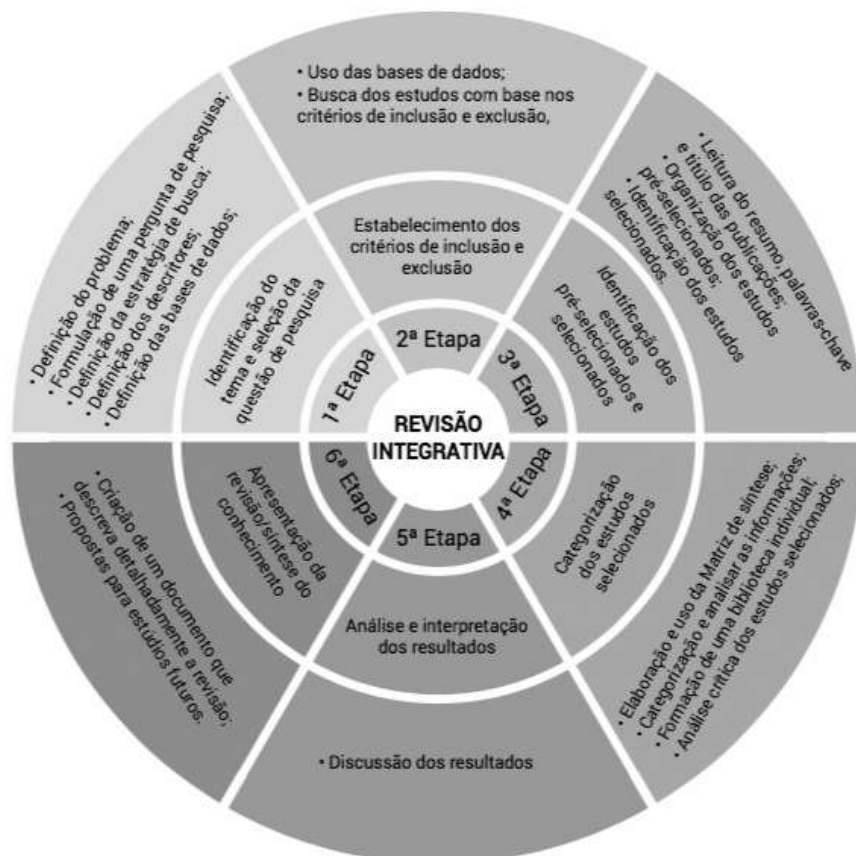 REVISÃO
INTEGRATIVA
1ª Etapa
Identificação do
tema e seleção da
questão de pesquisa
• Definição do problema;
• Formulação de uma pergunta de pesquisa;
• Definição da estratégia de busca;
• Definição dos descritores;
• Definição das bases de dados;
2ª Etapa
Estabelecimento dos
critérios de inclusão e
exclusão
• Uso das bases de dados;
• Busca dos estudos com base nos
critérios de inclusão e exclusão,
3ª Etapa
Identificação dos
estudos
pré-selecionados e
selecionados
• Leitura do resumo, palavras-chave
e título das publicações;
• Organização dos estudos
pré-selecionados;
• Identificação dos estudos
selecionados.
4ª Etapa
Categorização
dos estudos
selecionados
• Elaboração e uso da Matriz de síntese;
• Categorização e analisar as informações;
• Formação de uma biblioteca individual;
• Análise crítica dos estudos selecionados;
5ª Etapa
Análise e interpretação
dos resultados
• Discussão dos resultados
6ª Etapa
Apresentação da
revisão/síntese do
conhecimento
• Criação de um documento que
descreva detalhadamente a revisão;
• Propostas para estúdios futuros.